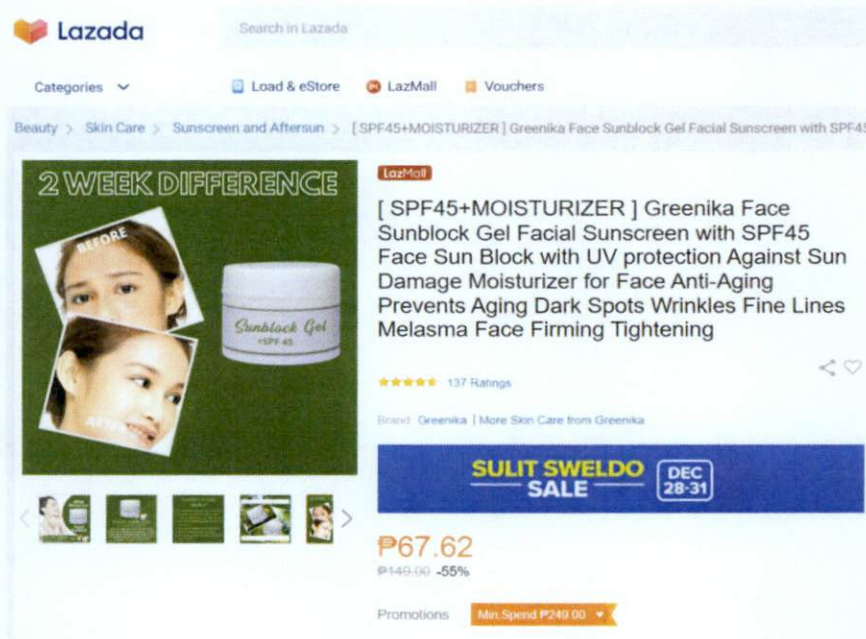 Lazada
Search in Lazada
Categories
Load & eStore
LazMall
Vouchers
Beauty > Skin Care > Sunscreen and Aftersun > [SPF45+MOISTURIZER ] Greenika Face Sunblock Gel Facial Sunscreen with SPF45
2 WEEK DIFFERENCE
BEFORE
AFTER
Sunblock Gel
+SPF 45
LazMall
[ SPF45+MOISTURIZER ] Greenika Face
Sunblock Gel Facial Sunscreen with SPF45
Face Sun Block with UV protection Against Sun
Damage Moisturizer for Face Anti-Aging
Prevents Aging Dark Spots Wrinkles Fine Lines
Melasma Face Firming Tightening
137 Ratings
Brand: Greenika | More Skin Care from Greenika
SULIT SWELDO
SALE
DEC
28-31
₱67.62
₱149.00 -55%
Promotions
Min.Spend ₱249.00